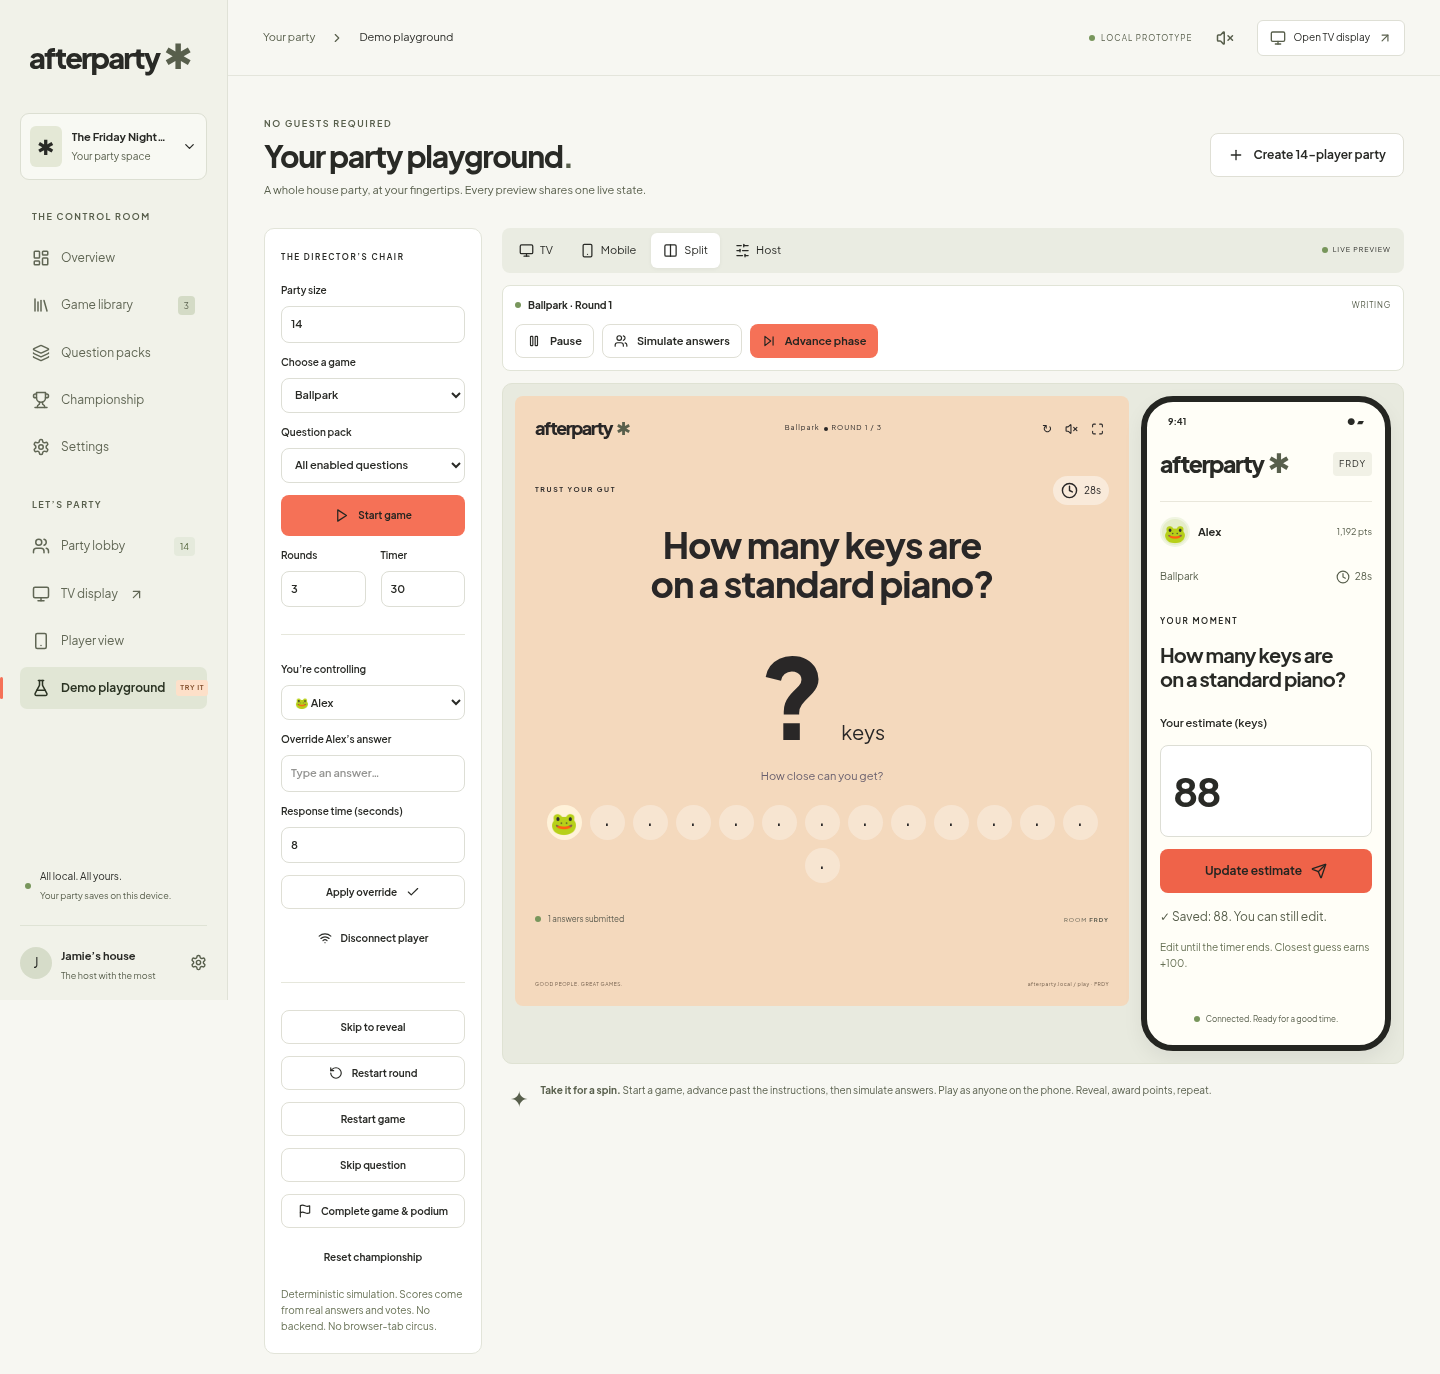 afterparty
The Friday Night...
Your party space
THE CONTROL ROOM
Overview
Game library 3
Question packs
Championship
Settings
LET'S PARTY
Party lobby 14
TV display
Player view
Demo playground TRY IT
All local. All yours.
Your party saves on this device.
J
Jamie's house
The host with the most
Your party > Demo playground
LOCAL PROTOTYPE
Open TV display
NO GUESTS REQUIRED
Your party playground.
A whole house party, at your fingertips. Every preview shares one live state.
Create 14-player party
THE DIRECTOR'S CHAIR
Party size
14
Choose a game
Ballpark
Question pack
All enabled questions
Start game
Rounds Timer
3 30
You're controlling
🐸 Alex
Override Alex's answer
Type an answer...
Response time (seconds)
8
Apply override
Disconnect player
Skip to reveal
Restart round
Restart game
Skip question
Complete game & podium
Reset championship
Deterministic simulation. Scores come
from real answers and votes. No
backend. No browser-tab circus.
TV Mobile Split Host
LIVE PREVIEW
Ballpark · Round 1
WRITING
Pause Simulate answers Advance phase
afterparty
Ballpark ● ROUND 1 / 3
TRUST YOUR GUT
28s
How many keys are
on a standard piano?
? keys
How close can you get?
1 answers submitted
ROOM FRDY
GOOD PEOPLE. GREAT GAMES.
afterparty.local / play · FRDY
9:41
afterparty
FRDY
Alex 1,192 pts
Ballpark 28s
YOUR MOMENT
How many keys are
on a standard piano?
Your estimate (keys)
88
Update estimate
✓ Saved: 88. You can still edit.
Edit until the timer ends. Closest guess earns
+100.
Connected. Ready for a good time.
Take it for a spin. Start a game, advance past the instructions, then simulate answers. Play as anyone on the phone. Reveal, award points, repeat.